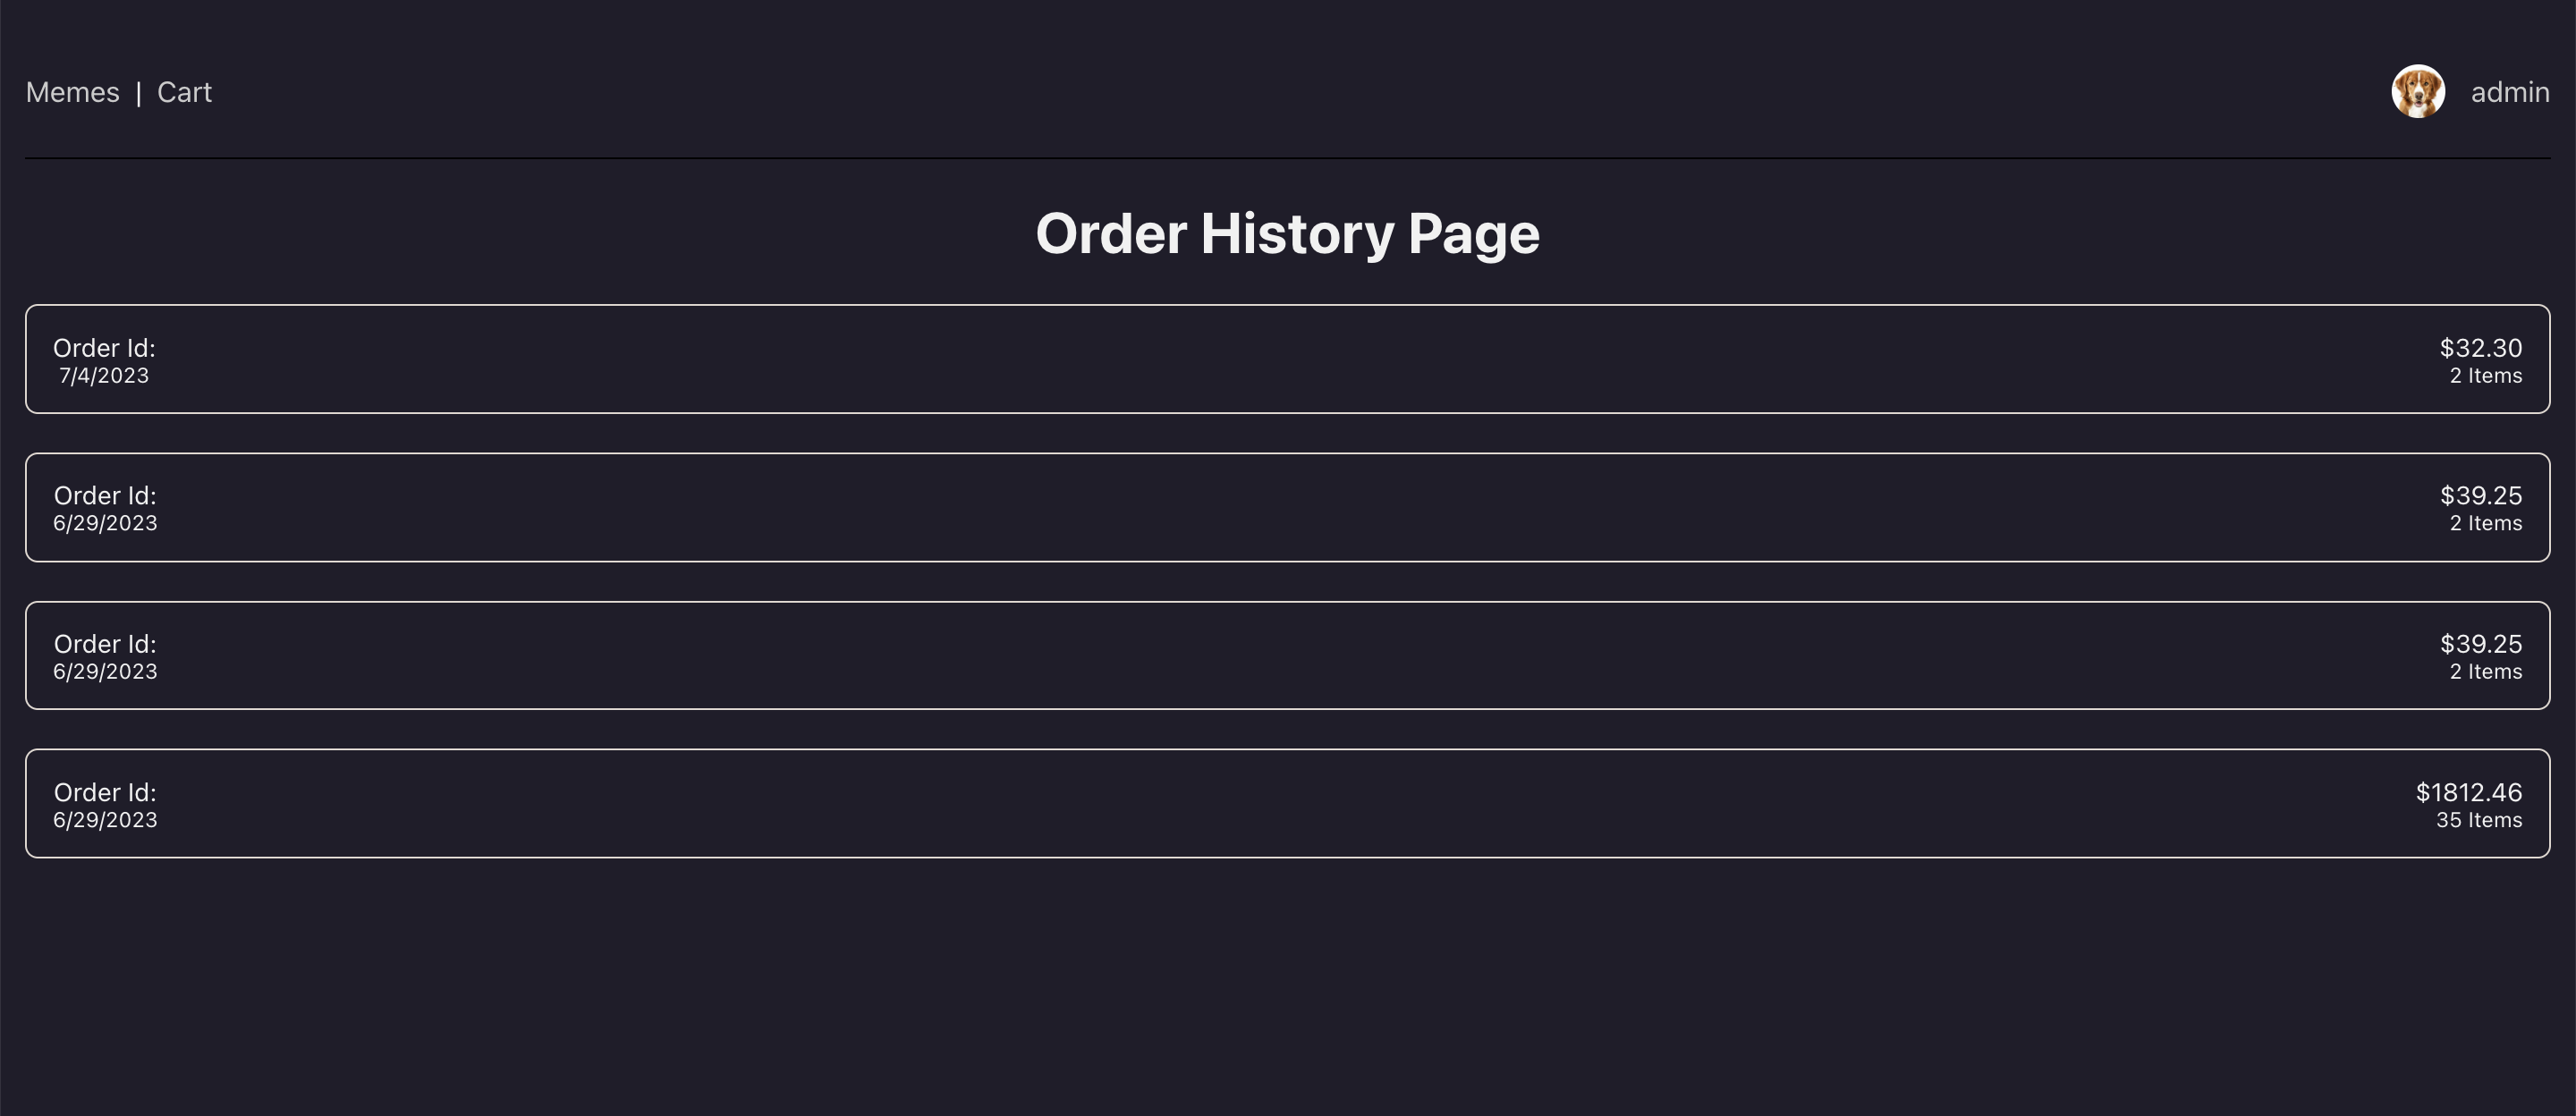 Memes | Cart
admin
Order History Page
Order Id:
7/4/2023
$32.30
2 Items
Order Id:
6/29/2023
$39.25
2 Items
Order Id:
6/29/2023
$39.25
2 Items
Order Id:
6/29/2023
$1812.46
35 Items